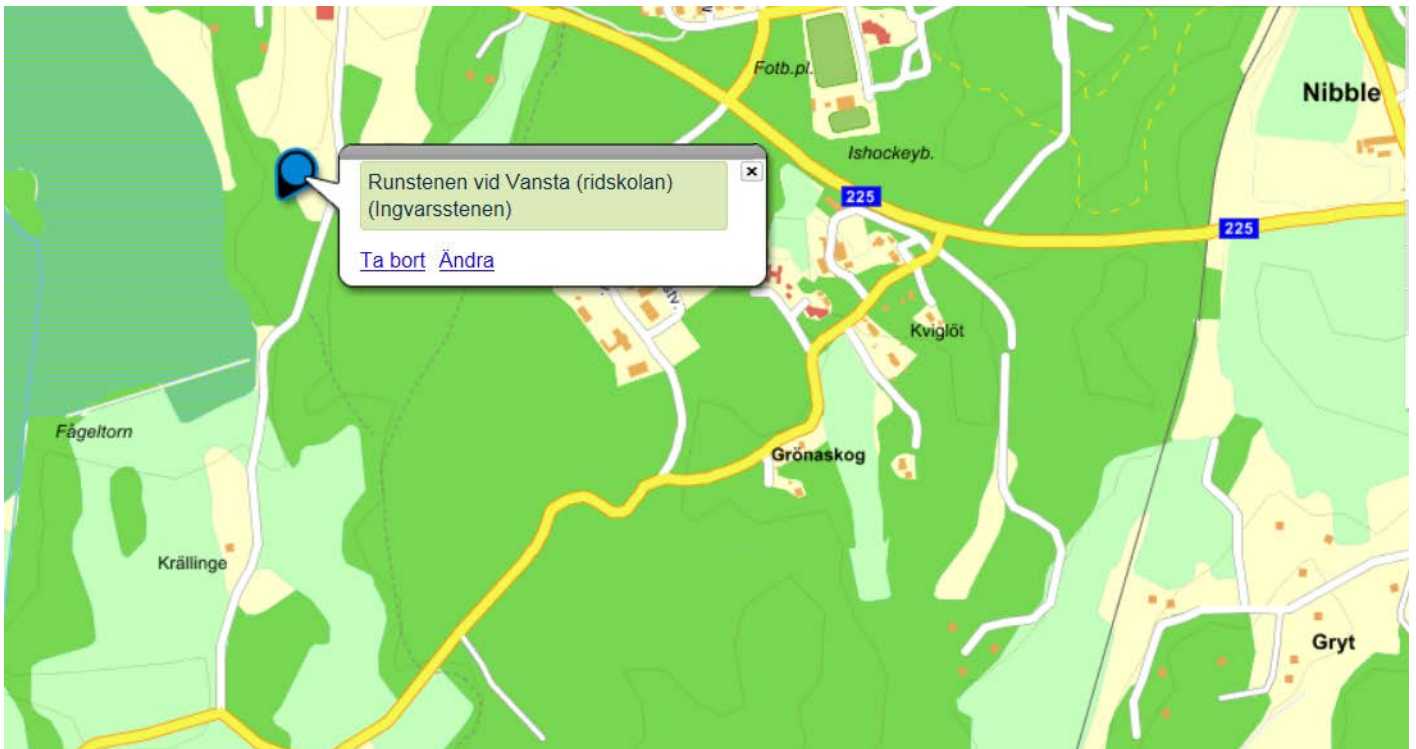 Nibble
Fotb.pl.
Ishockeyb.
Runstenen vid Vansta (ridskolan)
(Ingvarsstenen)
Ta bort Ändra
225
225
Kviglöt
Fågeltorn
Grönaskog
Krällinge
Gryt